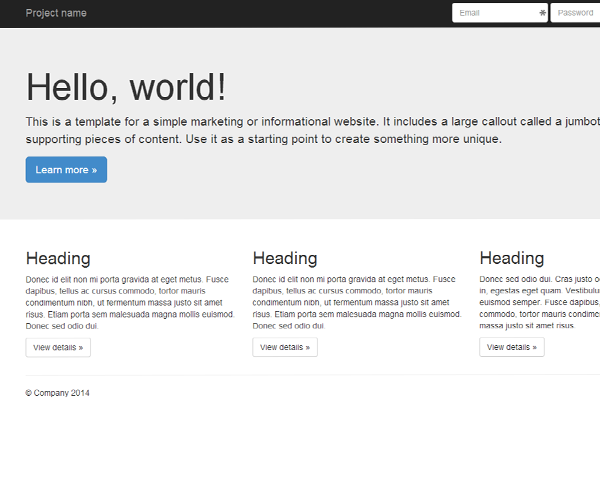 Project name
Email
Password
Hello, world!
This is a template for a simple marketing or informational website. It includes a large callout called a jumbot
supporting pieces of content. Use it as a starting point to create something more unique.
Learn more »
Heading
Donec id elit non mi porta gravida at eget metus. Fusce
dapibus, tellus ac cursus commodo, tortor mauris
condimentum nibh, ut fermentum massa justo sit amet
risus. Etiam porta sem malesuada magna mollis euismod.
Donec sed odio dui.
View details »
Heading
Donec id elit non mi porta gravida at eget metus. Fusce
dapibus, tellus ac cursus commodo, tortor mauris
condimentum nibh, ut fermentum massa justo sit amet
risus. Etiam porta sem malesuada magna mollis euismod.
Donec sed odio dui.
View details »
Heading
Donec sed odio dui. Cras justo o
in, egestas eget quam. Vestibulu
euismod semper. Fusce dapibus,
commodo, tortor mauris condime
massa justo sit amet risus.
View details »
© Company 2014